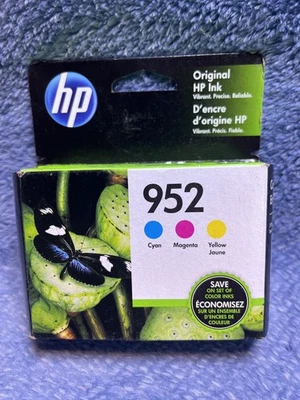 hp
Original
HP Ink
Vibrant. Precise. Reliable.
D'encre
d'origine HP
Vibrant. Précis. Fiable.
952
Cyan
Magenta
Yellow
Jaune
SAVE
ON SET OF
COLOR INKS
ÉCONOMISEZ
SUR UN ENSEMBLE
D'ENCRES DE
COULEUR